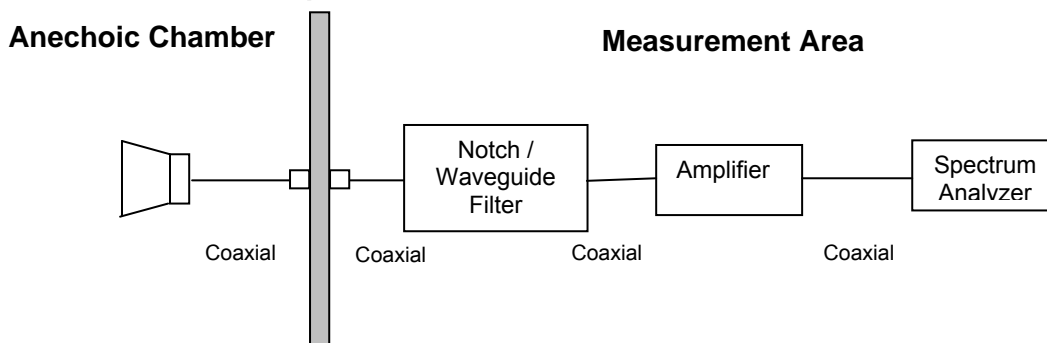 Anechoic Chamber
Measurement Area
Notch /
Waveguide
Filter
Amplifier
Spectrum
Analyzer
Coaxial
Coaxial
Coaxial
Coaxial